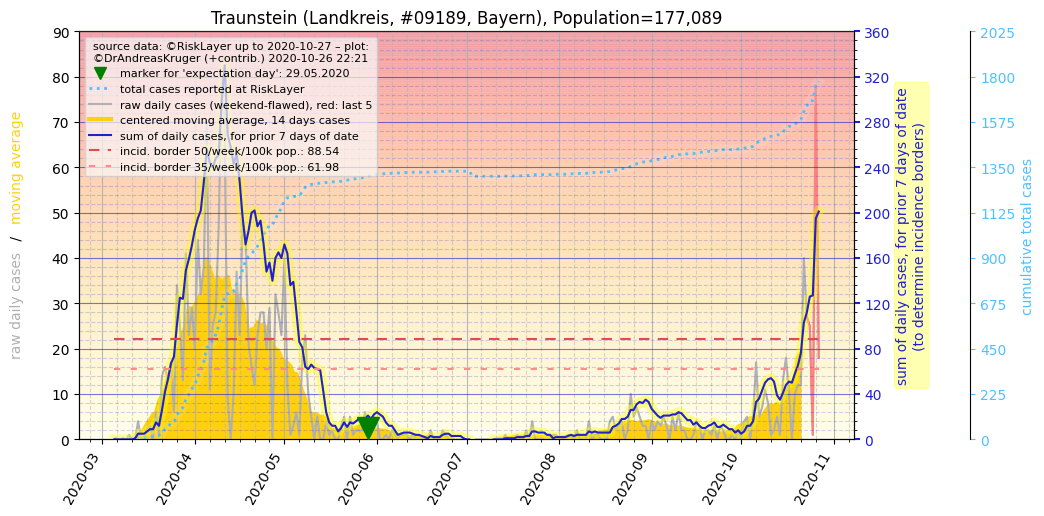 Traunstein (Landkreis, #09189, Bayern), Population=177,089
source data: ©RiskLayer up to 2020-10-27 – plot:
©DrAndreasKruger (+contrib.) 2020-10-26 22:21
marker for 'expectation day': 29.05.2020
total cases reported at RiskLayer
raw daily cases (weekend-flawed), red: last 5
centered moving average, 14 days cases
sum of daily cases, for prior 7 days of date
incid. border 50/week/100k pop.: 88.54
incid. border 35/week/100k pop.: 61.98
raw daily cases / moving average
90
80
70
60
50
40
30
20
10
0
360
320
280
240
200
160
120
80
40
0
sum of daily cases, for prior 7 days of date
(to determine incidence borders)
2025
1800
1575
1350
1125
900
675
450
225
0
cumulative total cases
2020-03
2020-04
2020-05
2020-06
2020-07
2020-08
2020-09
2020-10
2020-11